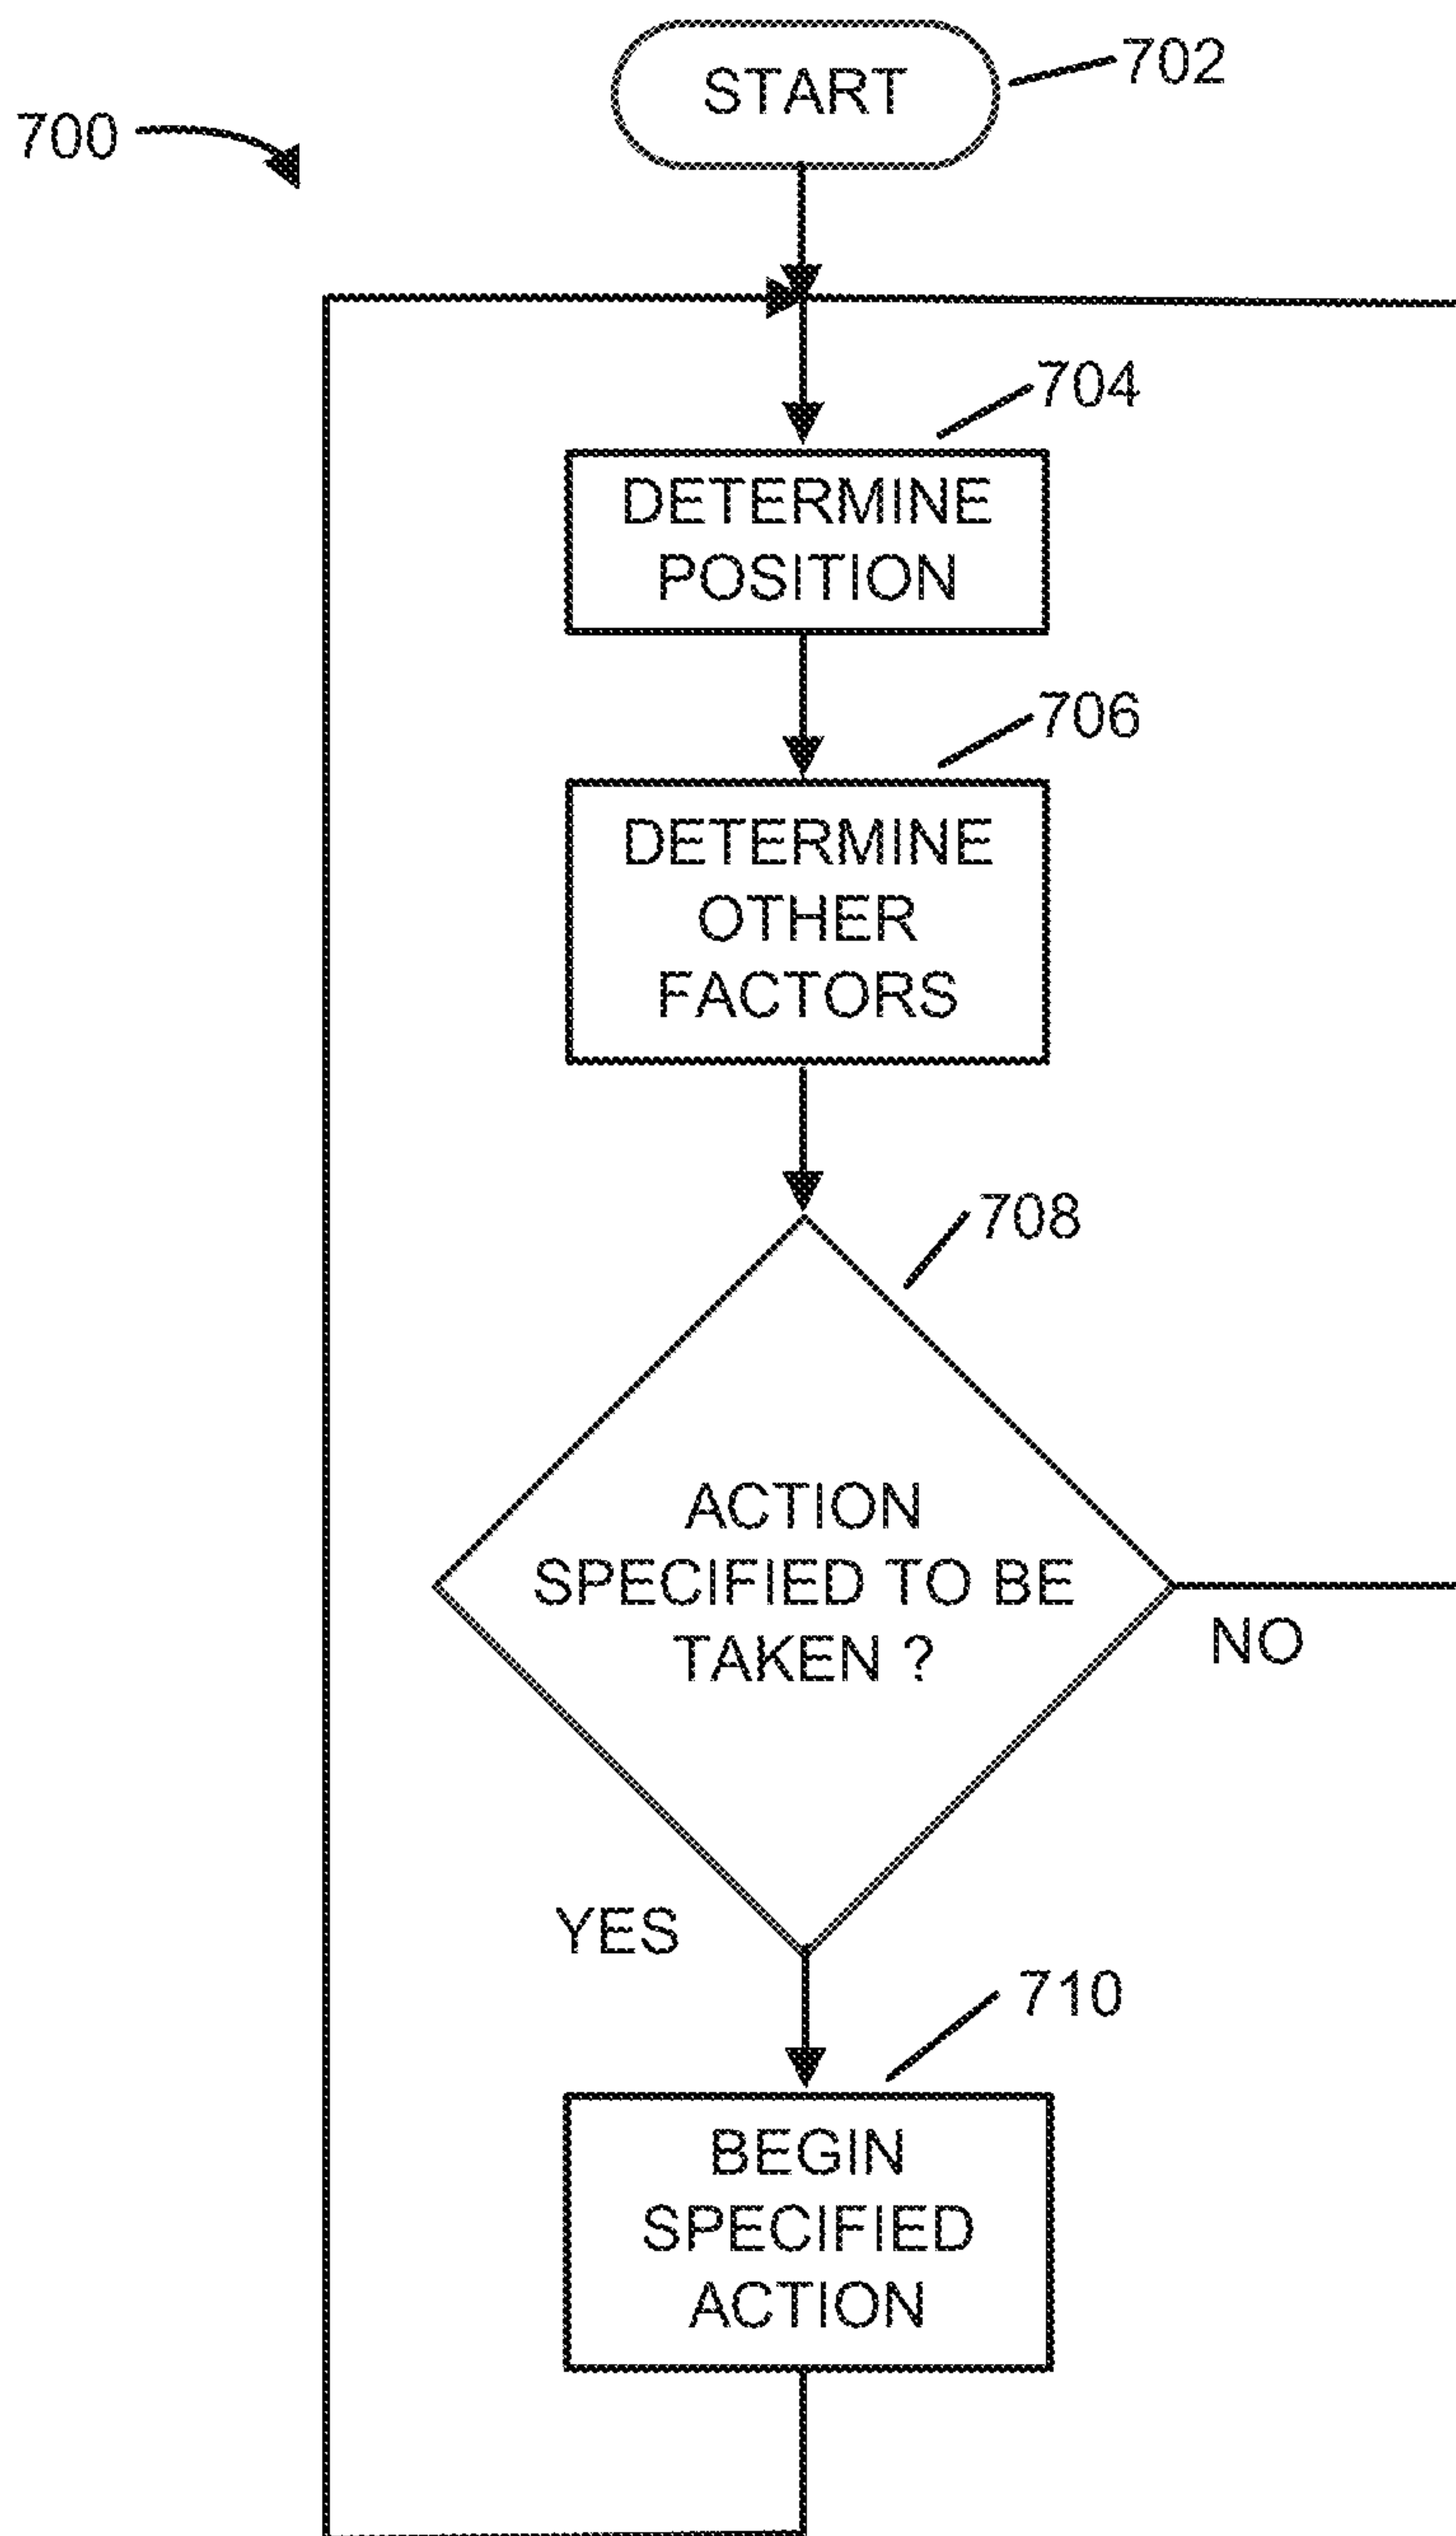 START
702
700
704
DETERMINE
POSITION
706
DETERMINE
OTHER
FACTORS
708
ACTION
SPECIFIED TO BE
TAKEN ?
NO
YES
710
BEGIN
SPECIFIED
ACTION